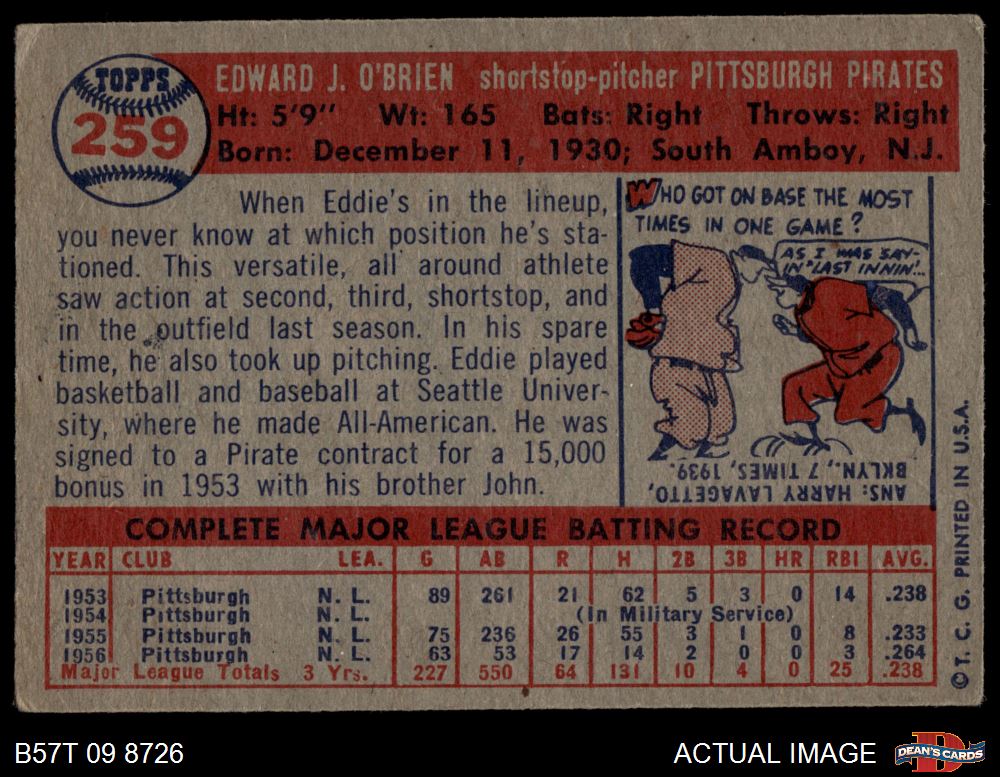 TOPPS
259
EDWARD J. O'BRIEN shortstop-pitcher PITTSBURGH PIRATES
Ht: 5'9" Wt: 165 Bats: Right Throws: Right
Born: December 11, 1930; South Amboy, N.J.
When Eddie's in the lineup,
you never know at which position he's sta-
tioned. This versatile, all around athlete
saw action at second, third, shortstop, and
in the outfield last season. In his spare
time, he also took up pitching. Eddie played
basketball and baseball at Seattle Univer-
sity, where he made All-American. He was
signed to a Pirate contract for a 15,000
bonus in 1953 with his brother John.
WHO GOT ON BASE THE MOST
TIMES IN ONE GAME?
AS I WAS SAY-
IN' LAST INNIN'...
ANS: HARRY LAVAGETTO,
BKLYN., 7 TIMES, 1939.
COMPLETE MAJOR LEAGUE BATTING RECORD
YEAR CLUB LEA. G AB R H 2B 3B HR RBI AVG.
1953 Pittsburgh N. L. 89 261 21 62 5 3 0 14 .238
1954 Pittsburgh N. L. (In Military Service)
1955 Pittsburgh N. L. 75 236 26 55 3 1 0 8 .233
1956 Pittsburgh N. L. 63 53 17 14 2 0 0 3 .264
Major League Totals 3 Yrs. 227 550 64 131 10 4 0 25 .238
© T. C. G. PRINTED IN U.S.A.
B57T 09 8726
ACTUAL IMAGE
D
DEAN'S CARDS